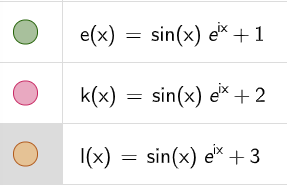 e(x) = sin(x) e^ix + 1
k(x) = sin(x) e^ix + 2
l(x) = sin(x) e^ix + 3